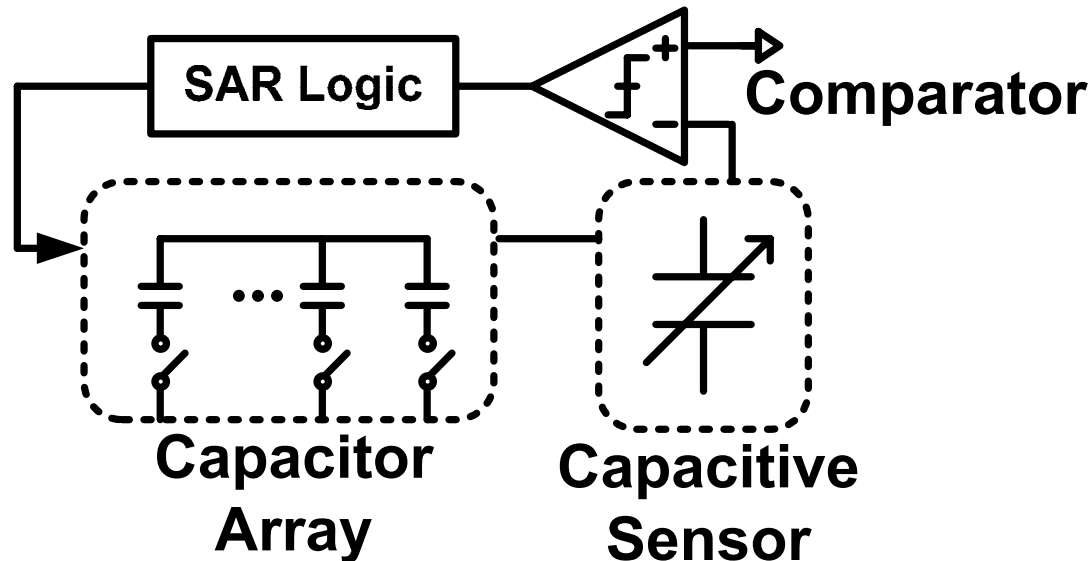 SAR Logic
+
−
Comparator
Capacitor
Array
Capacitive
Sensor